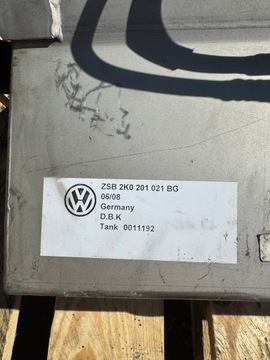 ZSB 2K0 201 021 BG
06/08
Germany
D.B.K
Tank 0011192